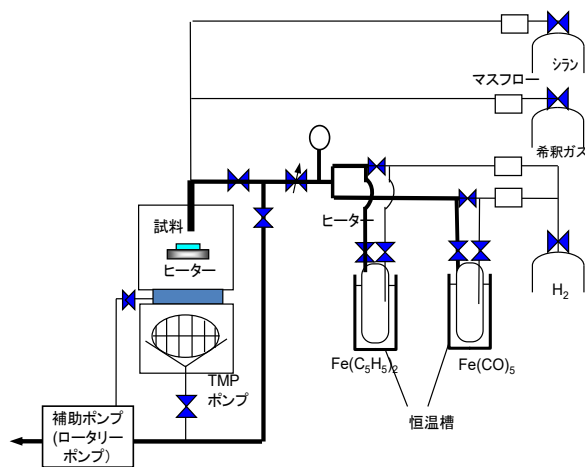 シラン
マスフロー
希釈ガス
試料
ヒーター
ヒーター
H2
Fe(C5H5)2
Fe(CO)5
TMP
ポンプ
恒温槽
補助ポンプ
(ロータリー
ポンプ)